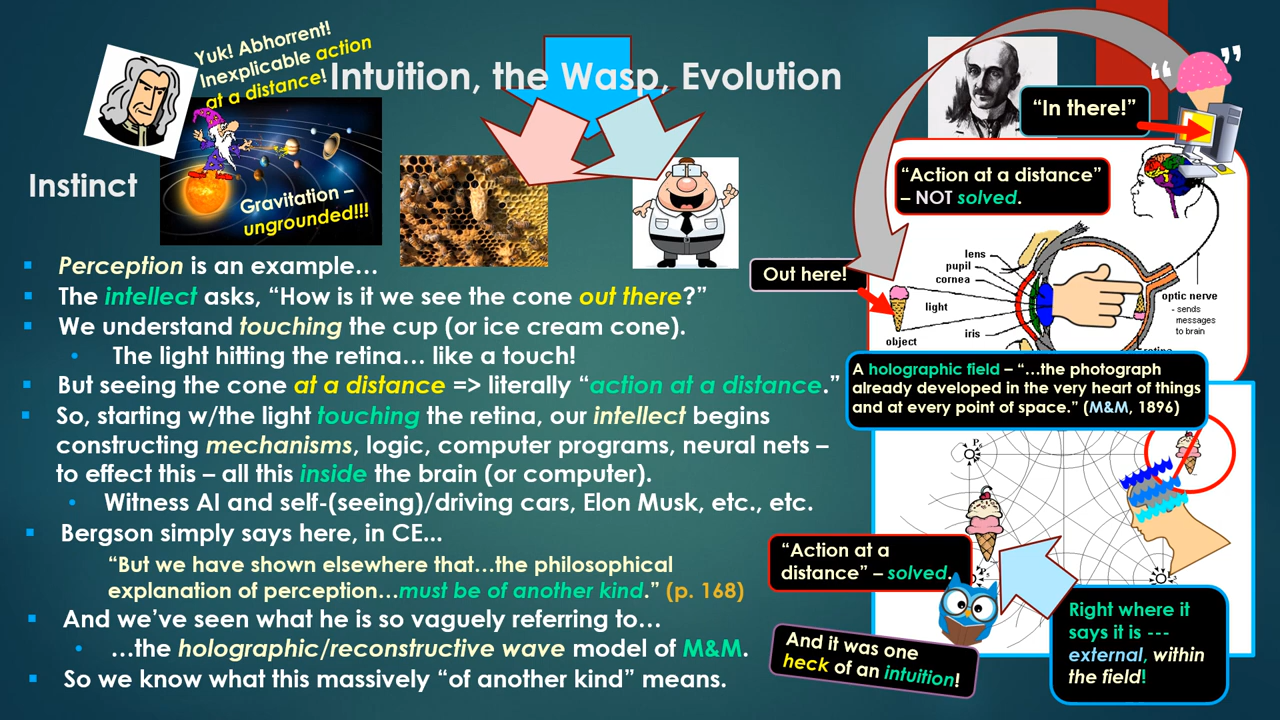 Yuk! Abhorrent!
Inexplicable action
at a distance!
Intuition, the Wasp, Evolution
Instinct
Gravitation –
ungrounded!!!
Perception is an example…
The intellect asks, “How is it we see the cone out there?”
We understand touching the cup (or ice cream cone).
The light hitting the retina… like a touch!
But seeing the cone at a distance => literally “action at a distance.”
So, starting w/the light touching the retina, our intellect begins
constructing mechanisms, logic, computer programs, neural nets –
to effect this – all this inside the brain (or computer).
Witness AI and self-(seeing)/driving cars, Elon Musk, etc., etc.
Bergson simply says here, in CE...
“But we have shown elsewhere that…the philosophical
explanation of perception…must be of another kind.” (p. 168)
And we’ve seen what he is so vaguely referring to…
…the holographic/reconstructive wave model of M&M.
So we know what this massively “of another kind” means.
“ ”
“In there!”
“Action at a distance”
– NOT solved.
Out here!
lens
pupil
cornea
light
iris
object
optic nerve
- sends
messages
to brain
retina
A holographic field – “…the photograph
already developed in the very heart of things
and at every point of space.” (M&M, 1896)
“Action at a
distance” – solved.
And it was one
heck of an intuition!
Right where it
says it is ---
external, within
the field!